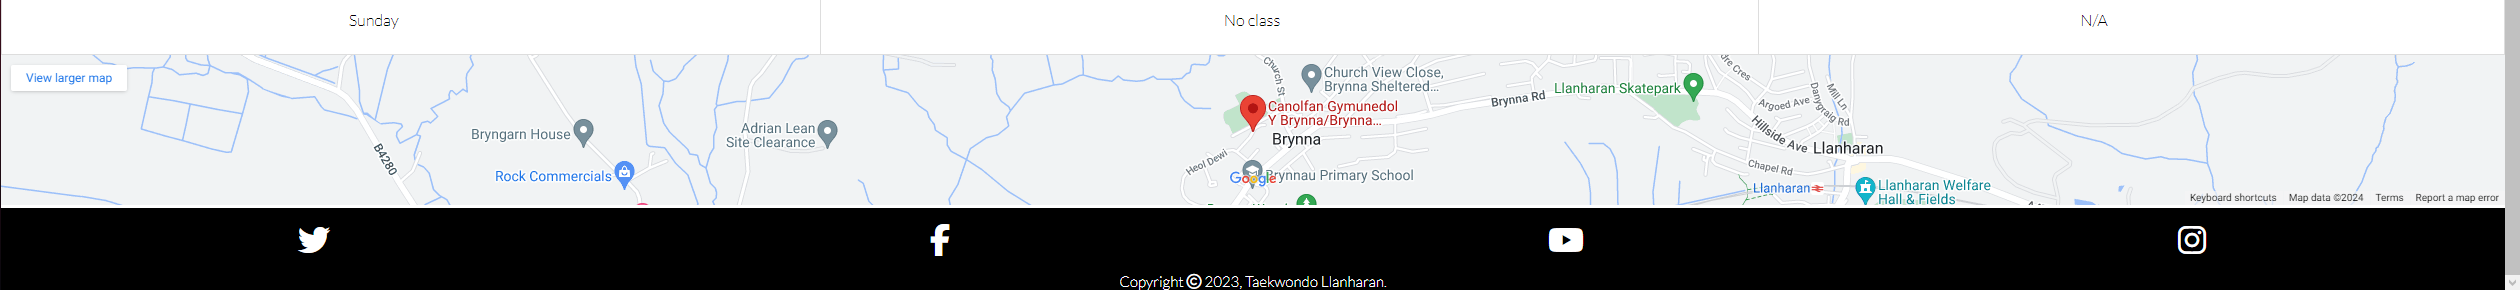 Sunday
No class
N/A
View larger map
Church St
Church View Close,
Brynna Sheltered...
dre Cres
Mill Ln
Llanharan Skatepark
Brynna Rd
Argoed Ave
Danygraig Rd
Canolfan Gymunedol
Y Brynna/Brynna...
Bryngarn House
Adrian Lean
Site Clearance
Brynna
Hillside Ave
Llanharan
B4280
Heol Dewi
Chapel Rd
Rock Commercials
Google
Brynnau Primary School
Llanharan
Llanharan Welfare
Hall & Fields
Keyboard shortcuts
Map data ©2024
Terms
Report a map error
Copyright © 2023, Taekwondo Llanharan.